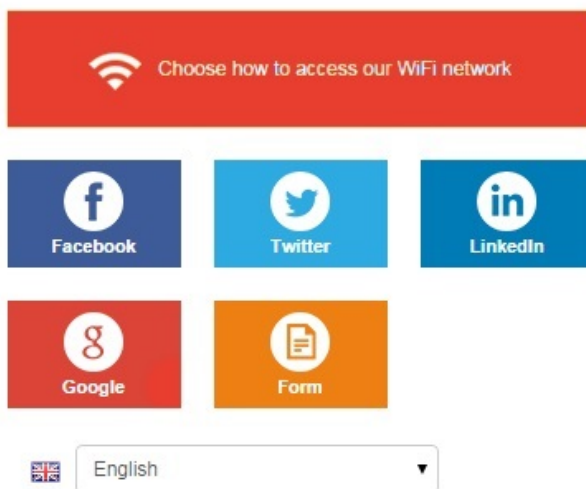 Choose how to access our WiFi network
Facebook
Twitter
LinkedIn
Google
Form
English